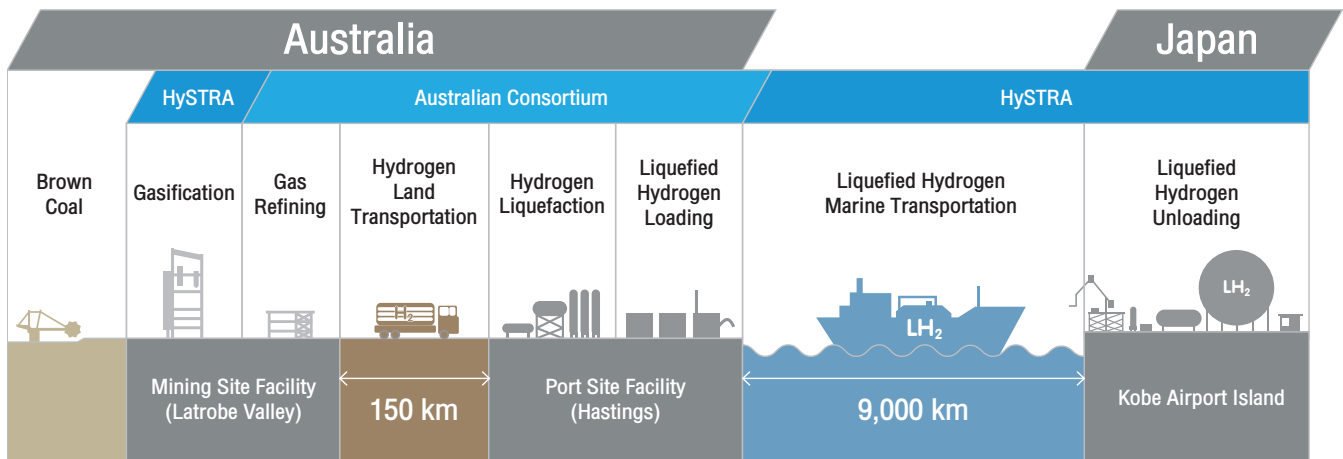 Australia
Japan
HySTRA
Australian Consortium
HySTRA
Brown
Coal
Gasification
Gas
Refining
Hydrogen
Land
Transportation
Hydrogen
Liquefaction
Liquefied
Hydrogen
Loading
Liquefied Hydrogen
Marine Transportation
Liquefied
Hydrogen
Unloading
H₂
LH₂
LH₂
Mining Site Facility
(Latrobe Valley)
150 km
Port Site Facility
(Hastings)
9,000 km
Kobe Airport Island